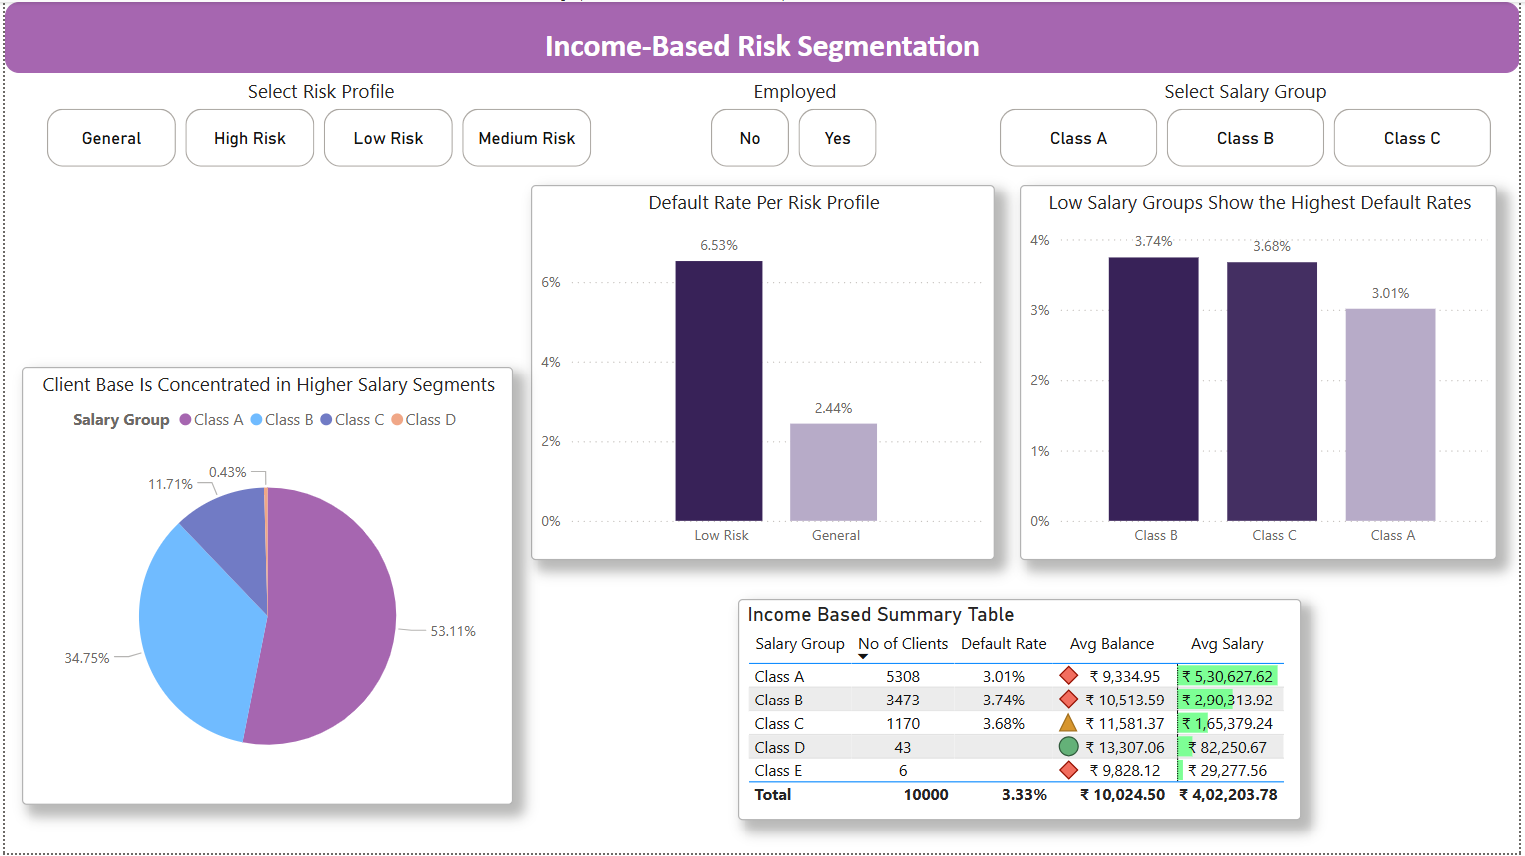 Income-Based Risk Segmentation
Select Risk Profile
General
High Risk
Low Risk
Medium Risk
Employed
No
Yes
Select Salary Group
Class A
Class B
Class C
Client Base Is Concentrated in Higher Salary Segments
Salary Group Class A Class B Class C Class D
0.43%
11.71%
34.75%
53.11%
Default Rate Per Risk Profile
6.53%
2.44%
6%
4%
2%
0%
Low Risk
General
Low Salary Groups Show the Highest Default Rates
4%
3%
2%
1%
0%
3.74%
3.68%
3.01%
Class B
Class C
Class A
Income Based Summary Table
Salary Group No of Clients Default Rate Avg Balance Avg Salary
Class A 5308 3.01% ₹ 9,334.95 ₹ 5,30,627.62
Class B 3473 3.74% ₹ 10,513.59 ₹ 2,90,313.92
Class C 1170 3.68% ₹ 11,581.37 ₹ 1,65,379.24
Class D 43 ₹ 13,307.06 ₹ 82,250.67
Class E 6 ₹ 9,828.12 ₹ 29,277.56
Total 10000 3.33% ₹ 10,024.50 ₹ 4,02,203.78